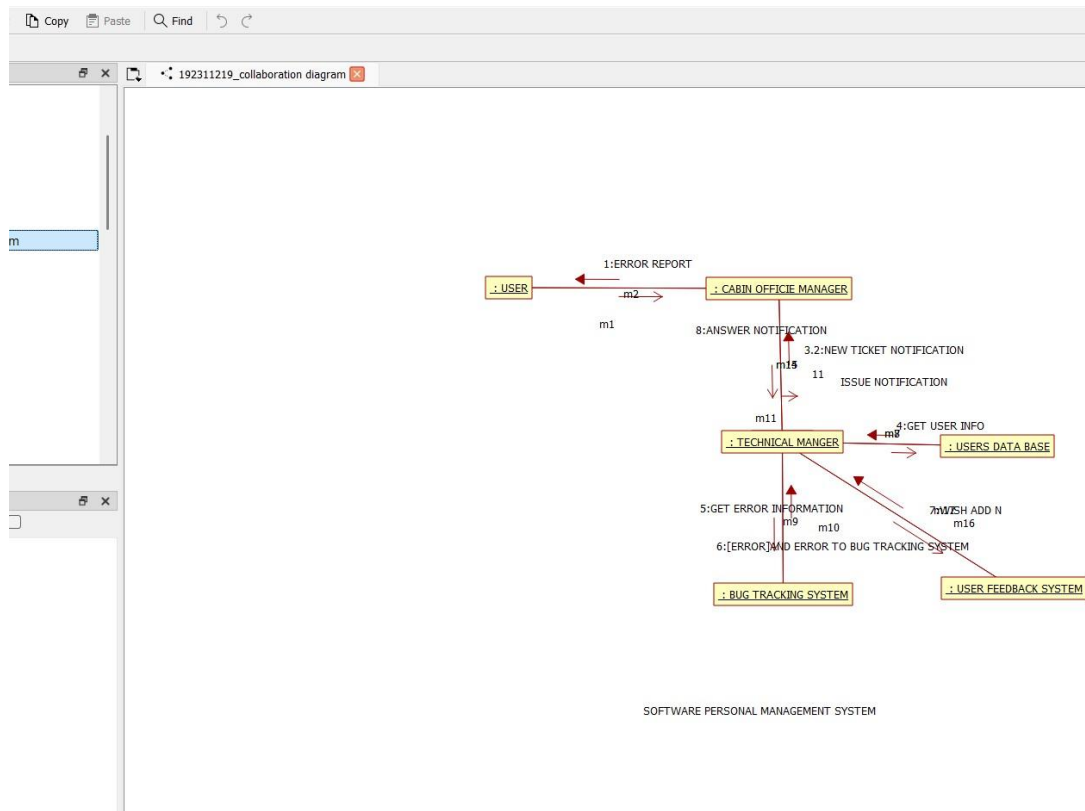 Copy Paste Find
192311219_collaboration diagram
m
1:ERROR REPORT
: USER
: CABIN OFFICIE MANAGER
m2
m1
8:ANSWER NOTIFICATION
3.2:NEW TICKET NOTIFICATION
11
ISSUE NOTIFICATION
m11
4:GET USER INFO
: TECHNICAL MANGER
: USERS DATA BASE
5:GET ERROR INFORMATION
m9
m10
m16
6:[ERROR]AND ERROR TO BUG TRACKING SYSTEM
: BUG TRACKING SYSTEM
: USER FEEDBACK SYSTEM
SOFTWARE PERSONAL MANAGEMENT SYSTEM